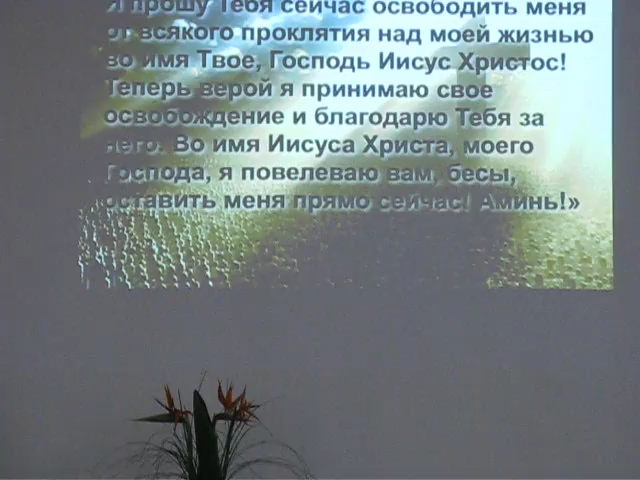 Я прошу Тебя сейчас освободить меня
от всякого проклятия над моей жизнью
во имя Твое, Господь Иисус Христос!
Теперь верой я принимаю свое
освобождение и благодарю Тебя за
него. Во имя Иисуса Христа, моего
Господа, я повелеваю вам, бесы,
оставить меня прямо сейчас! Аминь!»